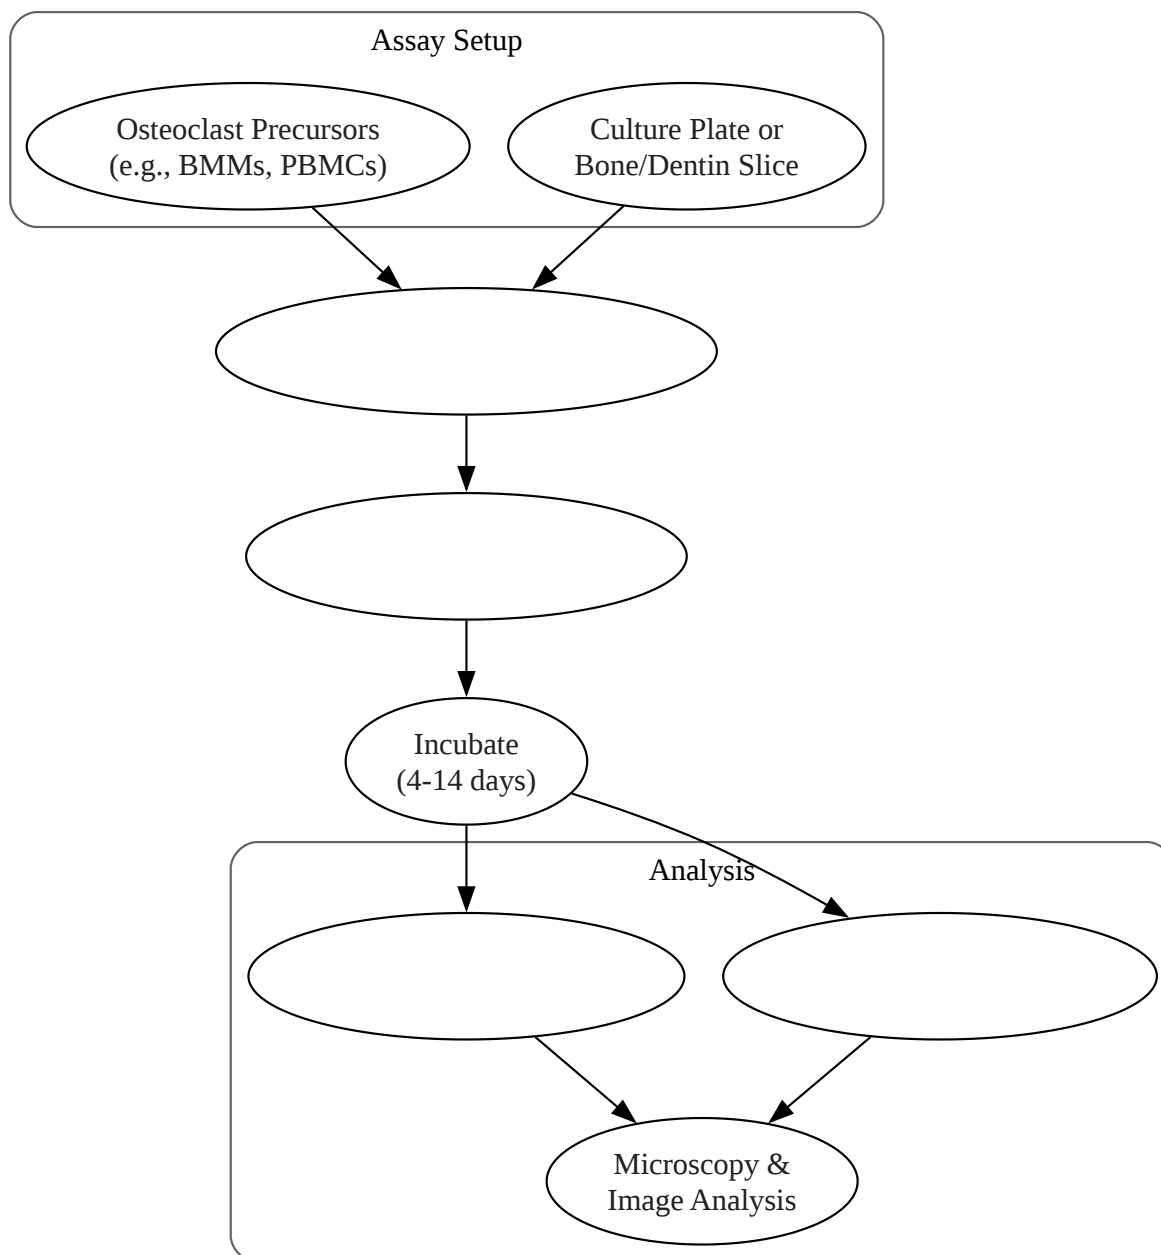 Assay Setup
Osteoclast Precursors
(e.g., BMMs, PBMCs)
Culture Plate or
Bone/Dentin Slice
Incubate
(4-14 days)
Analysis
Microscopy &
Image Analysis